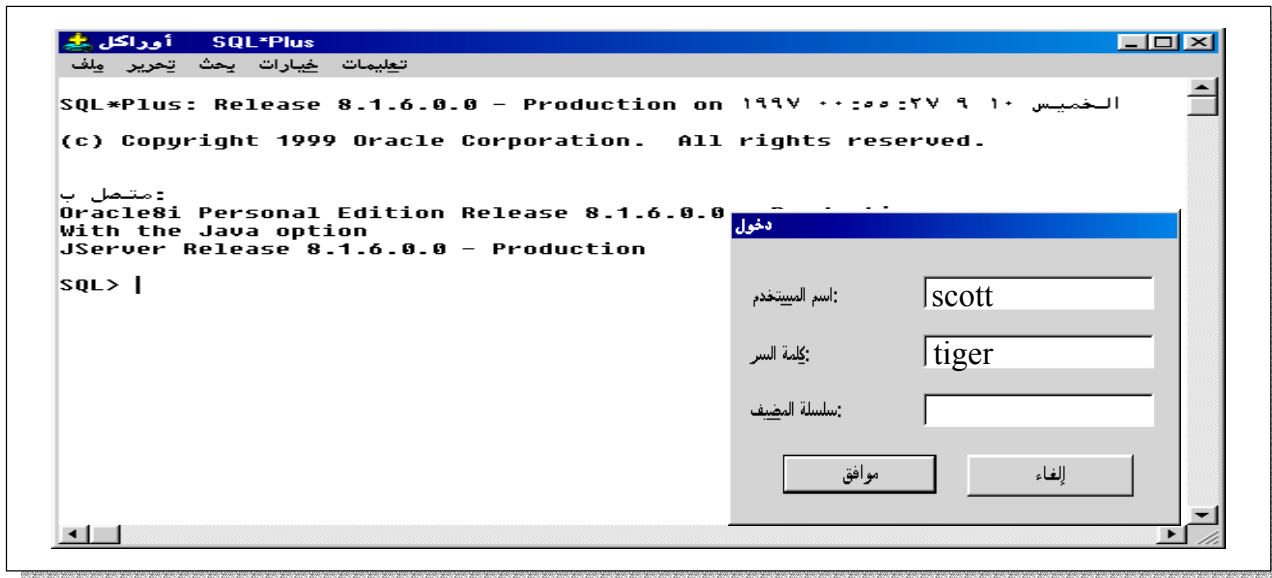 أوراكل SQL*Plus
ملف تحرير بحث خيارات تعليمات
SQL*Plus: Release 8.1.6.0.0 - Production on الخميس ١٠ ٩ ٢٧:٥٥:٠٠ ١٩٩٧
(c) Copyright 1999 Oracle Corporation. All rights reserved.
متصل ب:
Oracle8i Personal Edition Release 8.1.6.0.0
With the Java option
JServer Release 8.1.6.0.0 - Production
SQL>
دخول
اسم المستخدم: scott
كلمة السر: tiger
سلسلة المضيف:
موافق إلغاء